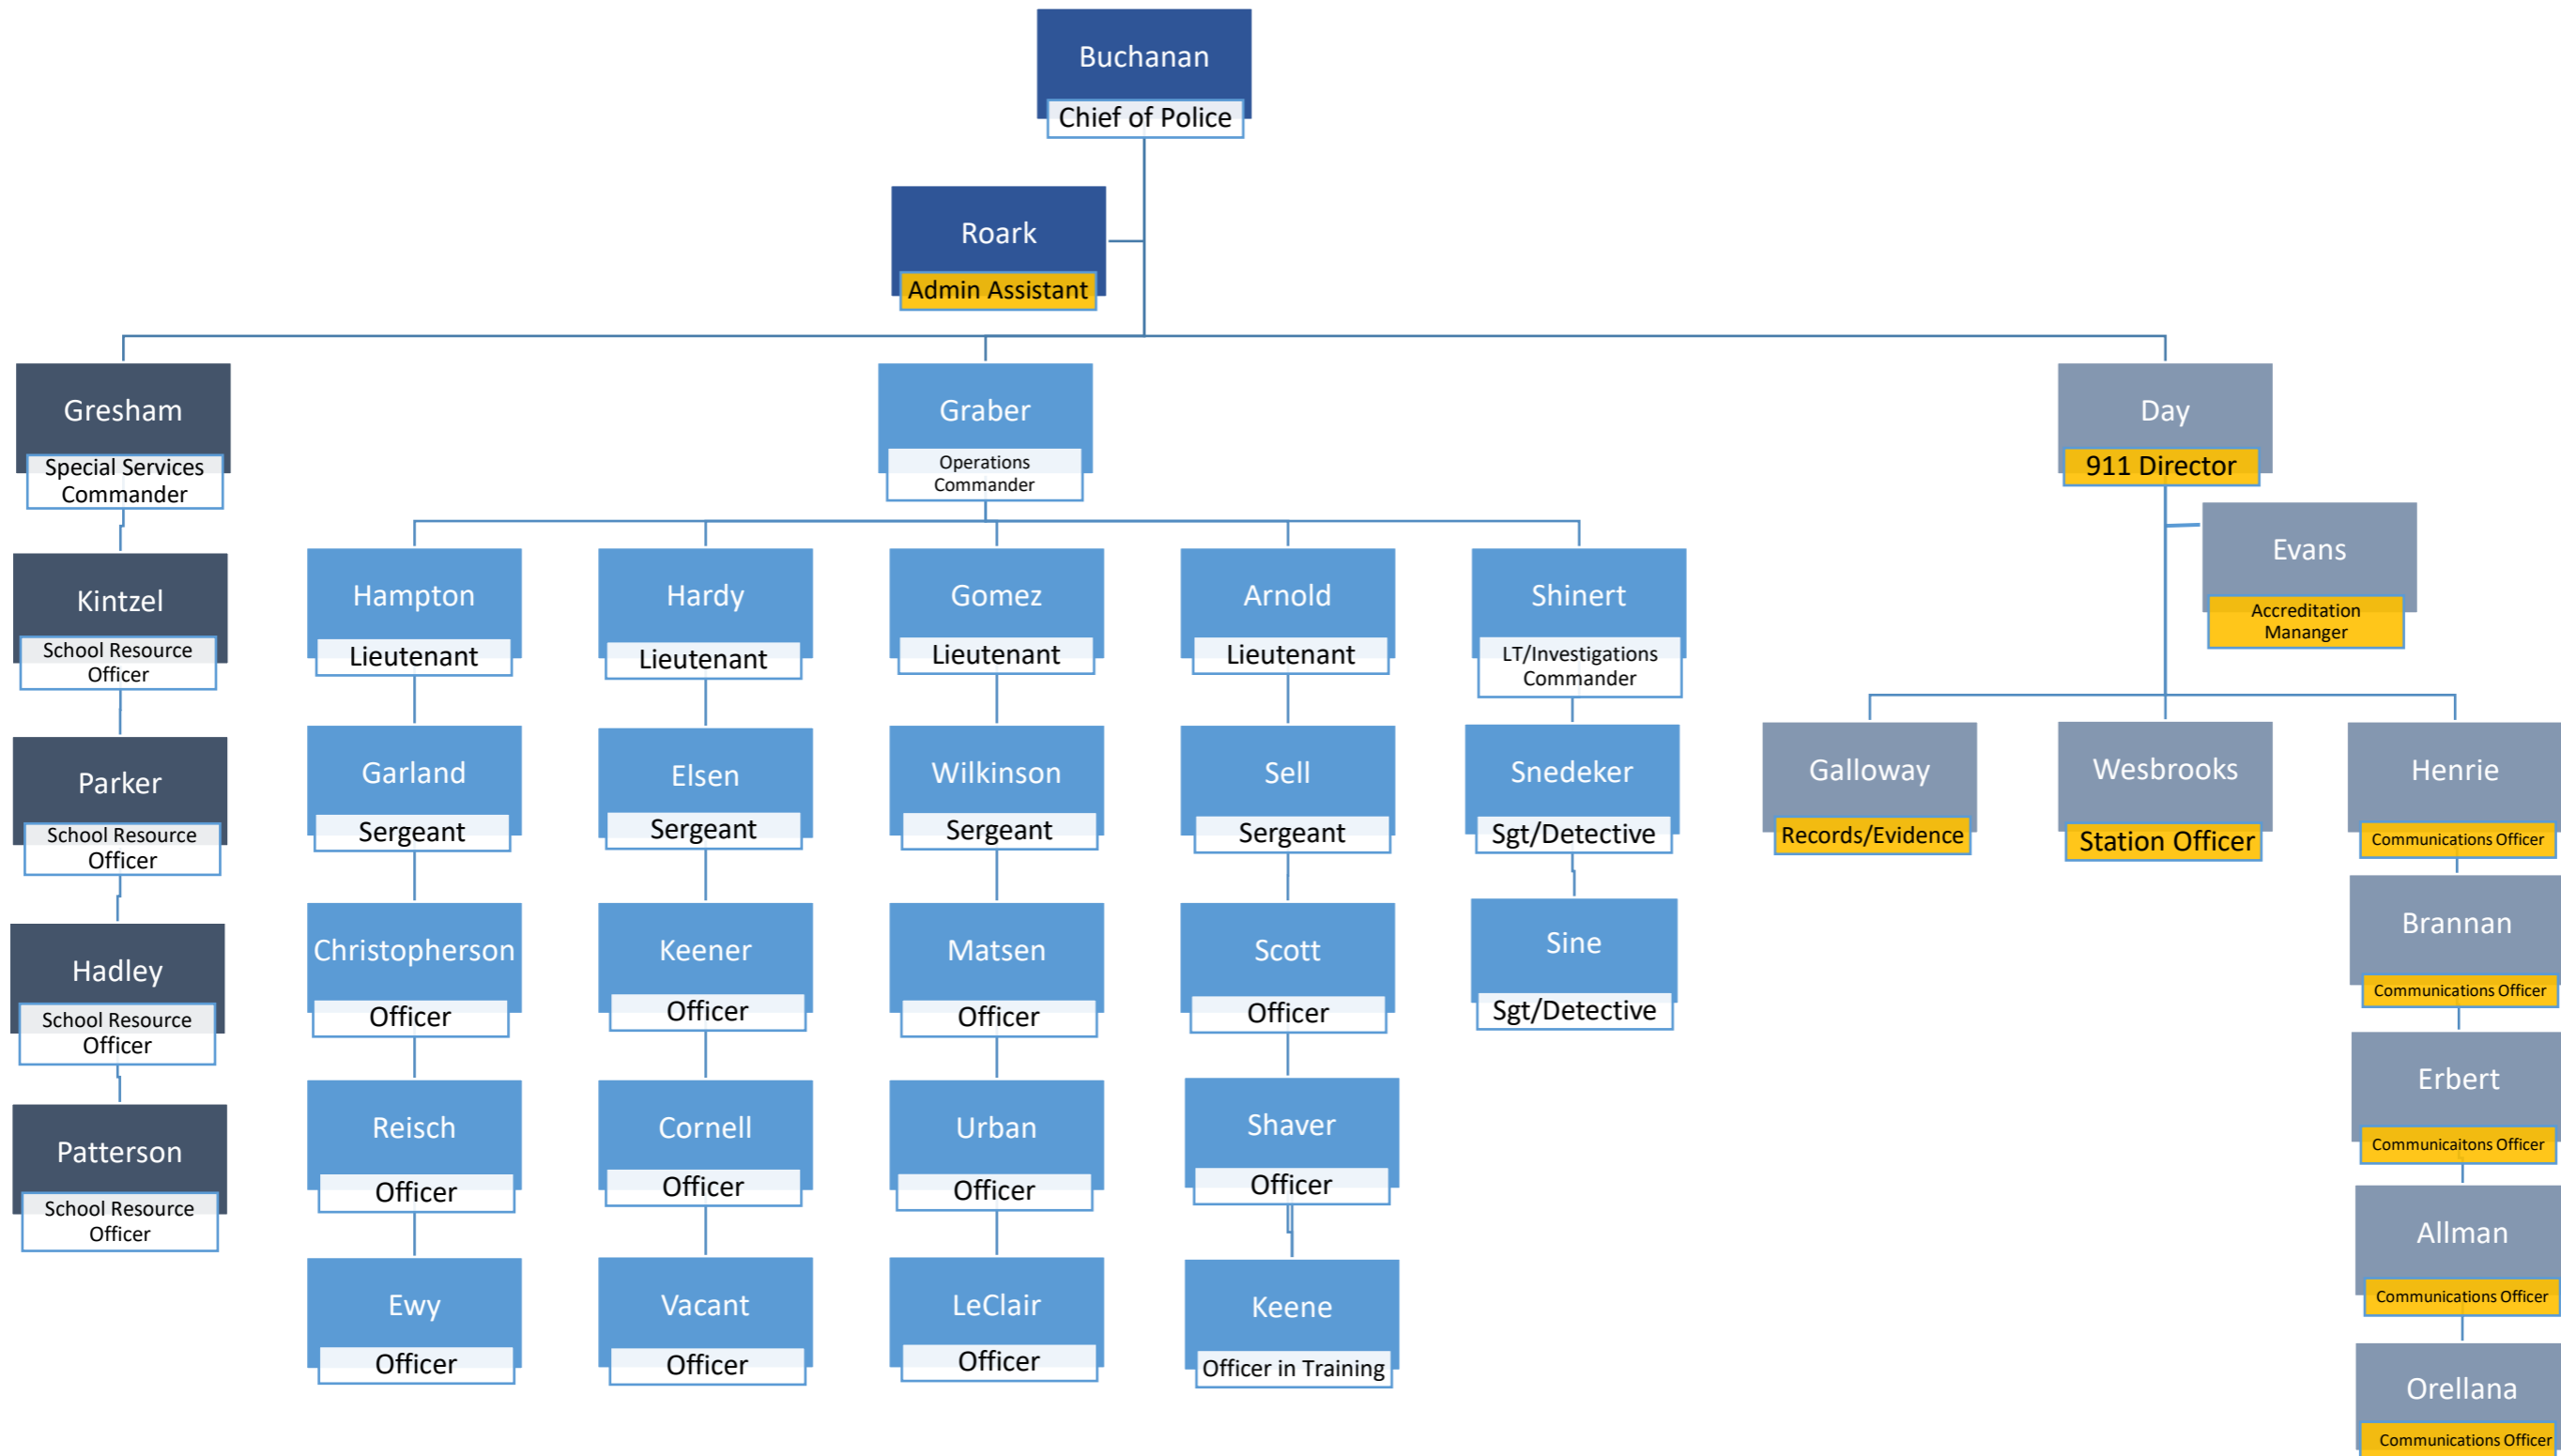 Buchanan
Chief of Police
Roark
Admin Assistant
Gresham
Special Services
Commander
Graber
Operations
Commander
Day
911 Director
Evans
Accreditation
Mananger
Kintzel
School Resource
Officer
Parker
School Resource
Officer
Hadley
School Resource
Officer
Patterson
School Resource
Officer
Hampton
Lieutenant
Garland
Sergeant
Christopherson
Officer
Reisch
Officer
Ewy
Officer
Hardy
Lieutenant
Elsen
Sergeant
Keener
Officer
Cornell
Officer
Vacant
Officer
Gomez
Lieutenant
Wilkinson
Sergeant
Matsen
Officer
Urban
Officer
LeClair
Officer
Arnold
Lieutenant
Sell
Sergeant
Scott
Officer
Shaver
Officer
Keene
Officer in Training
Shinert
LT/Investigations
Commander
Snedeker
Sgt/Detective
Sine
Sgt/Detective
Galloway
Records/Evidence
Wesbrooks
Station Officer
Henrie
Communications Officer
Brannan
Communications Officer
Erbert
Communicaitons Officer
Allman
Communications Officer
Orellana
Communications Officer